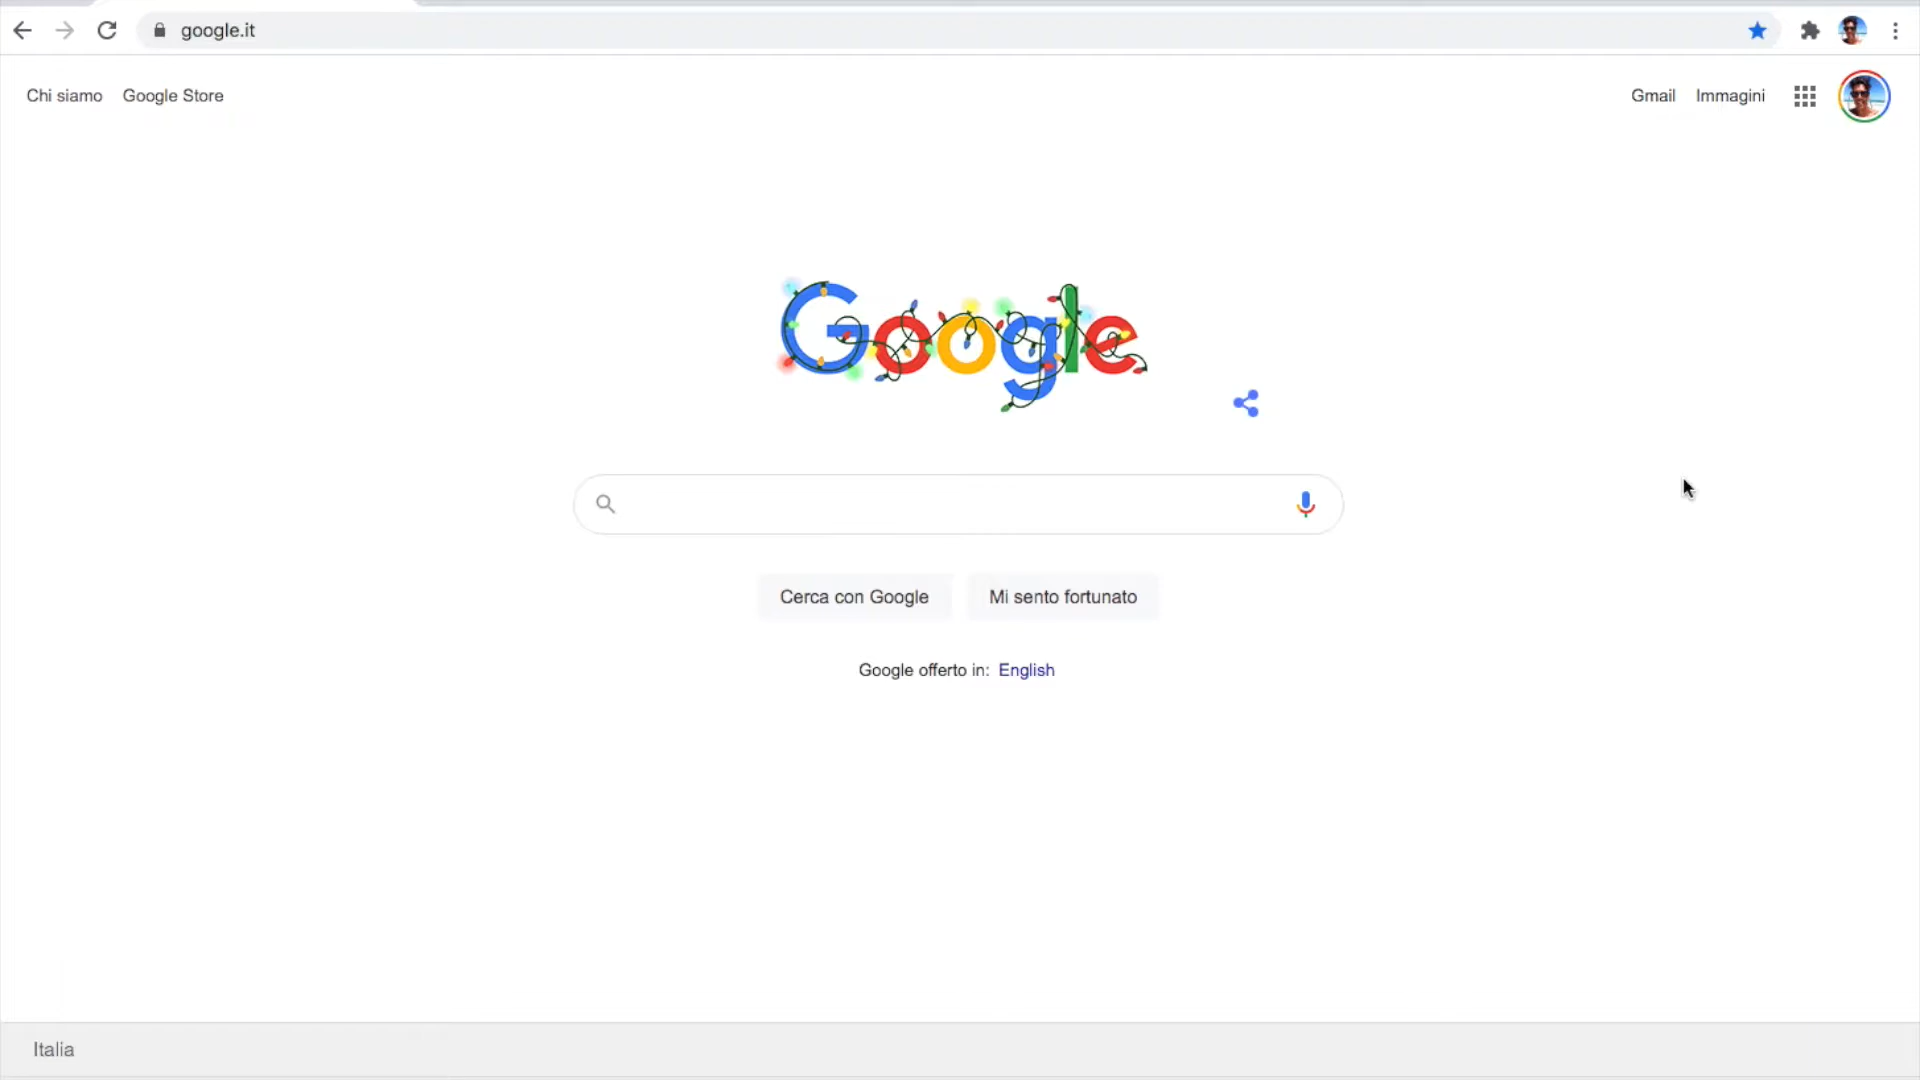 google.it
Chi siamo Google Store
Gmail Immagini
Google
Cerca con Google
Mi sento fortunato
Google offerto in: English
Italia